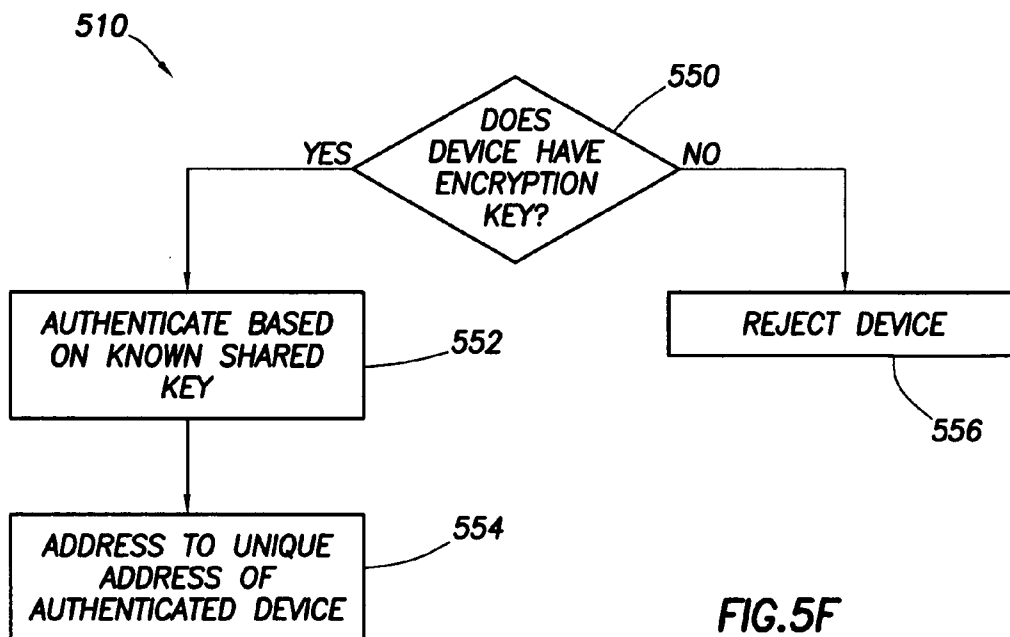 510
550
DOES
DEVICE HAVE
ENCRYPTION
KEY?
YES
NO
AUTHENTICATE BASED
ON KNOWN SHARED
KEY
552
REJECT DEVICE
556
ADDRESS TO UNIQUE
ADDRESS OF
AUTHENTICATED DEVICE
554
FIG.5F